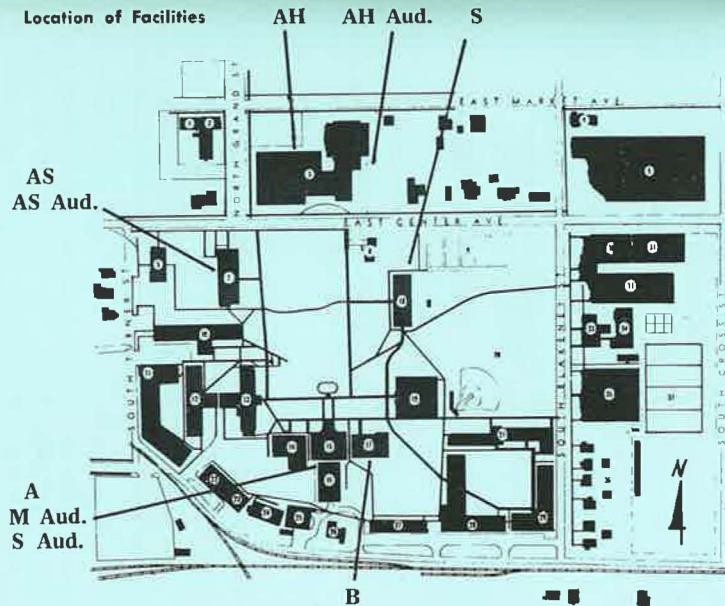 Location of Facilities
AH
AH Aud.
S
EAST MARKET AVE.
NORTH GRAND ST
AS
AS Aud.
EAST CENTER AVE.
SOUTH TURNER ST.
SOUTH BLAKENEY ST
SOUTH CROSS ST
N
A
M Aud.
S Aud.
B